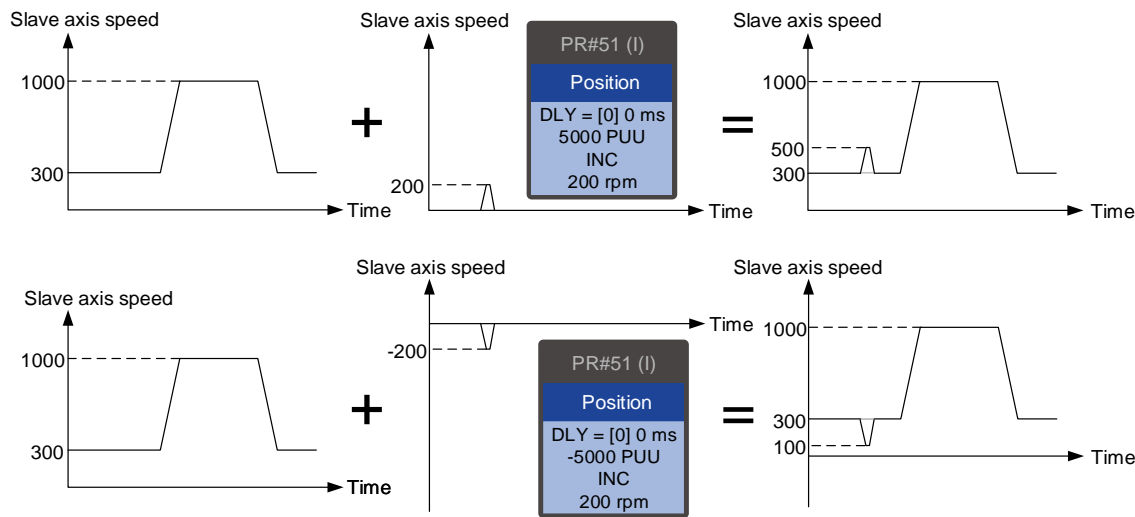 Slave axis speed
1000
300
Time
+
Slave axis speed
200
Time
PR#51 (I)
Position
DLY = [0] 0 ms
5000 PUU
INC
200 rpm
=
Slave axis speed
1000
500
300
Time
Slave axis speed
1000
300
Time
+
Slave axis speed
-200
Time
PR#51 (I)
Position
DLY = [0] 0 ms
-5000 PUU
INC
200 rpm
=
Slave axis speed
1000
300
100
Time